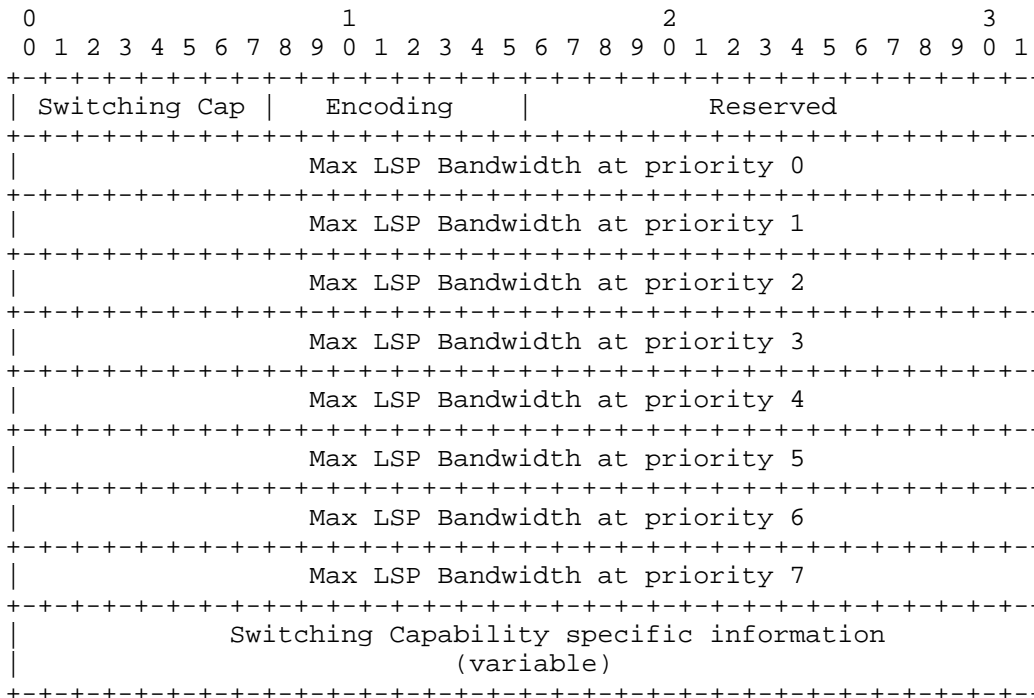 0                   1                   2                   3
 0 1 2 3 4 5 6 7 8 9 0 1 2 3 4 5 6 7 8 9 0 1 2 3 4 5 6 7 8 9 0 1
+-+-+-+-+-+-+-+-+-+-+-+-+-+-+-+-+-+-+-+-+-+-+-+-+-+-+-+-+-+-+-+-
| Switching Cap |   Encoding    |           Reserved
+-+-+-+-+-+-+-+-+-+-+-+-+-+-+-+-+-+-+-+-+-+-+-+-+-+-+-+-+-+-+-+-
|                  Max LSP Bandwidth at priority 0
+-+-+-+-+-+-+-+-+-+-+-+-+-+-+-+-+-+-+-+-+-+-+-+-+-+-+-+-+-+-+-+-
|                  Max LSP Bandwidth at priority 1
+-+-+-+-+-+-+-+-+-+-+-+-+-+-+-+-+-+-+-+-+-+-+-+-+-+-+-+-+-+-+-+-
|                  Max LSP Bandwidth at priority 2
+-+-+-+-+-+-+-+-+-+-+-+-+-+-+-+-+-+-+-+-+-+-+-+-+-+-+-+-+-+-+-+-
|                  Max LSP Bandwidth at priority 3
+-+-+-+-+-+-+-+-+-+-+-+-+-+-+-+-+-+-+-+-+-+-+-+-+-+-+-+-+-+-+-+-
|                  Max LSP Bandwidth at priority 4
+-+-+-+-+-+-+-+-+-+-+-+-+-+-+-+-+-+-+-+-+-+-+-+-+-+-+-+-+-+-+-+-
|                  Max LSP Bandwidth at priority 5
+-+-+-+-+-+-+-+-+-+-+-+-+-+-+-+-+-+-+-+-+-+-+-+-+-+-+-+-+-+-+-+-
|                  Max LSP Bandwidth at priority 6
+-+-+-+-+-+-+-+-+-+-+-+-+-+-+-+-+-+-+-+-+-+-+-+-+-+-+-+-+-+-+-+-
|                  Max LSP Bandwidth at priority 7
+-+-+-+-+-+-+-+-+-+-+-+-+-+-+-+-+-+-+-+-+-+-+-+-+-+-+-+-+-+-+-+-
|             Switching Capability specific information
|                           (variable)
+-+-+-+-+-+-+-+-+-+-+-+-+-+-+-+-+-+-+-+-+-+-+-+-+-+-+-+-+-+-+-+-